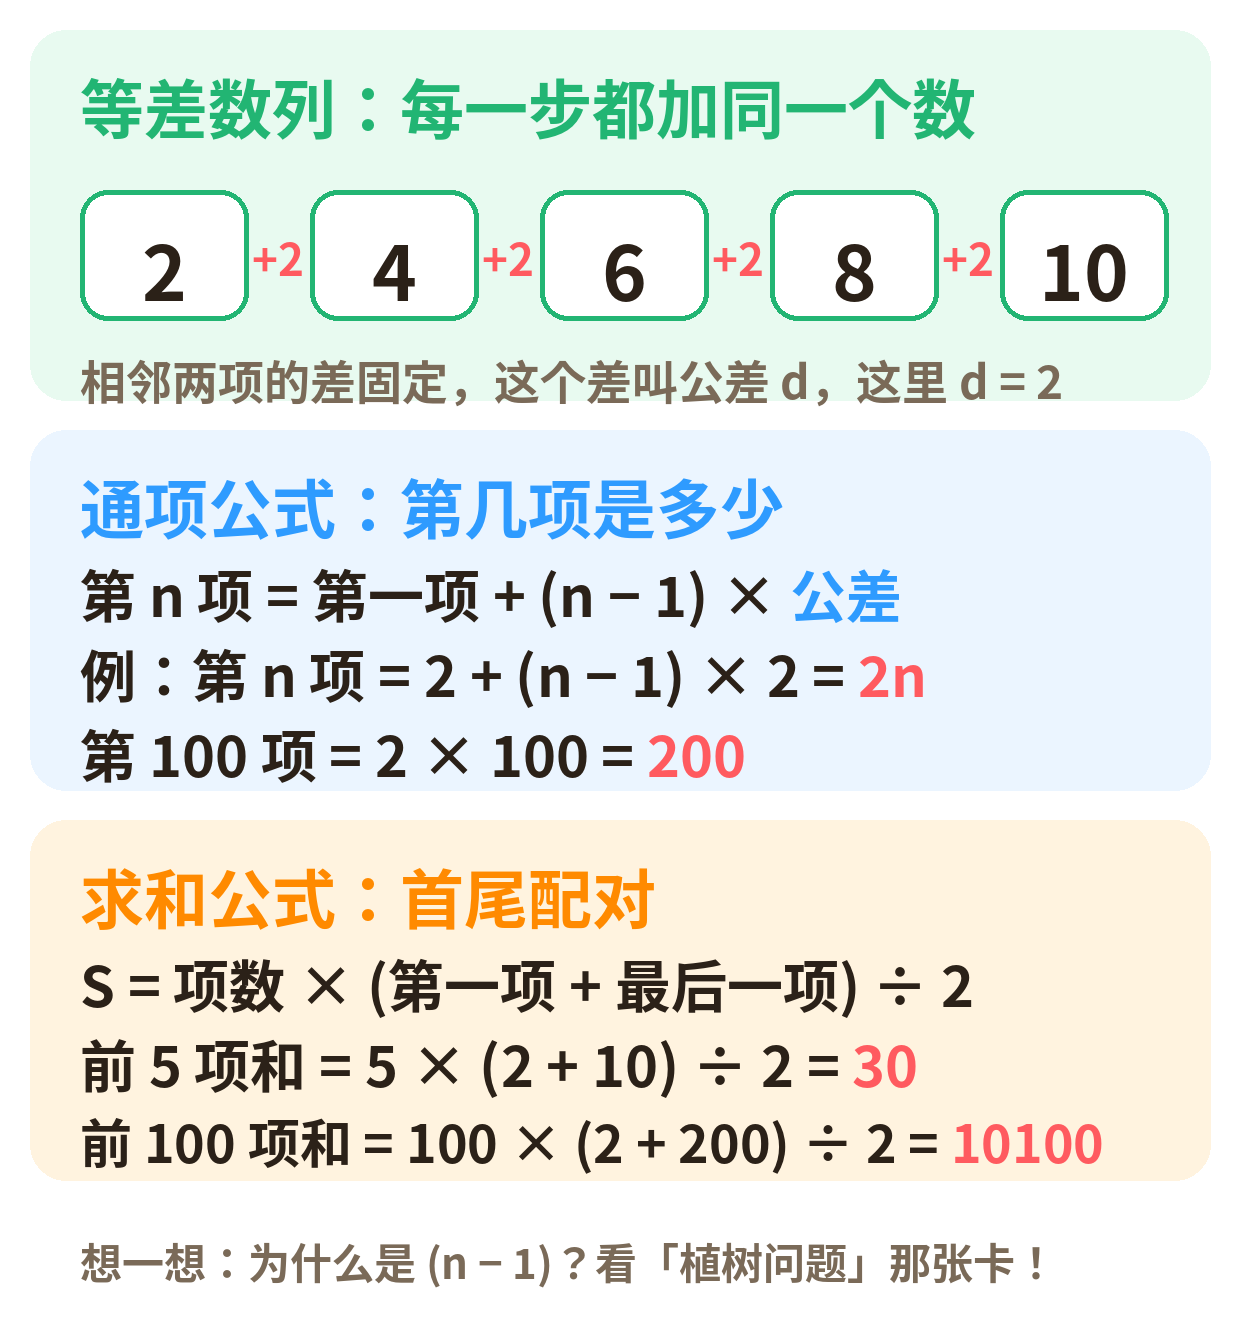 等差数列：每一步都加同一个数
2 +2 4 +2 6 +2 8 +2 10
相邻两项的差固定，这个差叫公差 d，这里 d = 2
通项公式：第几项是多少
第 n 项 = 第一项 + (n − 1) × 公差
例：第 n 项 = 2 + (n − 1) × 2 = 2n
第 100 项 = 2 × 100 = 200
求和公式：首尾配对
S = 项数 × (第一项 + 最后一项) ÷ 2
前 5 项和 = 5 × (2 + 10) ÷ 2 = 30
前 100 项和 = 100 × (2 + 200) ÷ 2 = 10100
想一想：为什么是 (n − 1)？看「植树问题」那张卡！